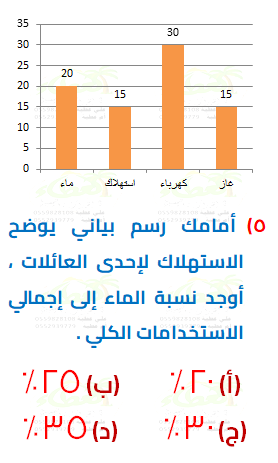 35
30
25
20
15
10
5
0
20
15
30
15
ماء
استهلاك
كهرباء
غاز
٥) أمامك رسم بياني يوضح
الاستهلاك لإحدى العائلات ،
أوجد نسبة الماء إلى إجمالي
الاستخدامات الكلي .
(أ) ٢٠٪ (ب) ٢٥٪
(ج) ٣٠٪ (د) ٣٥٪